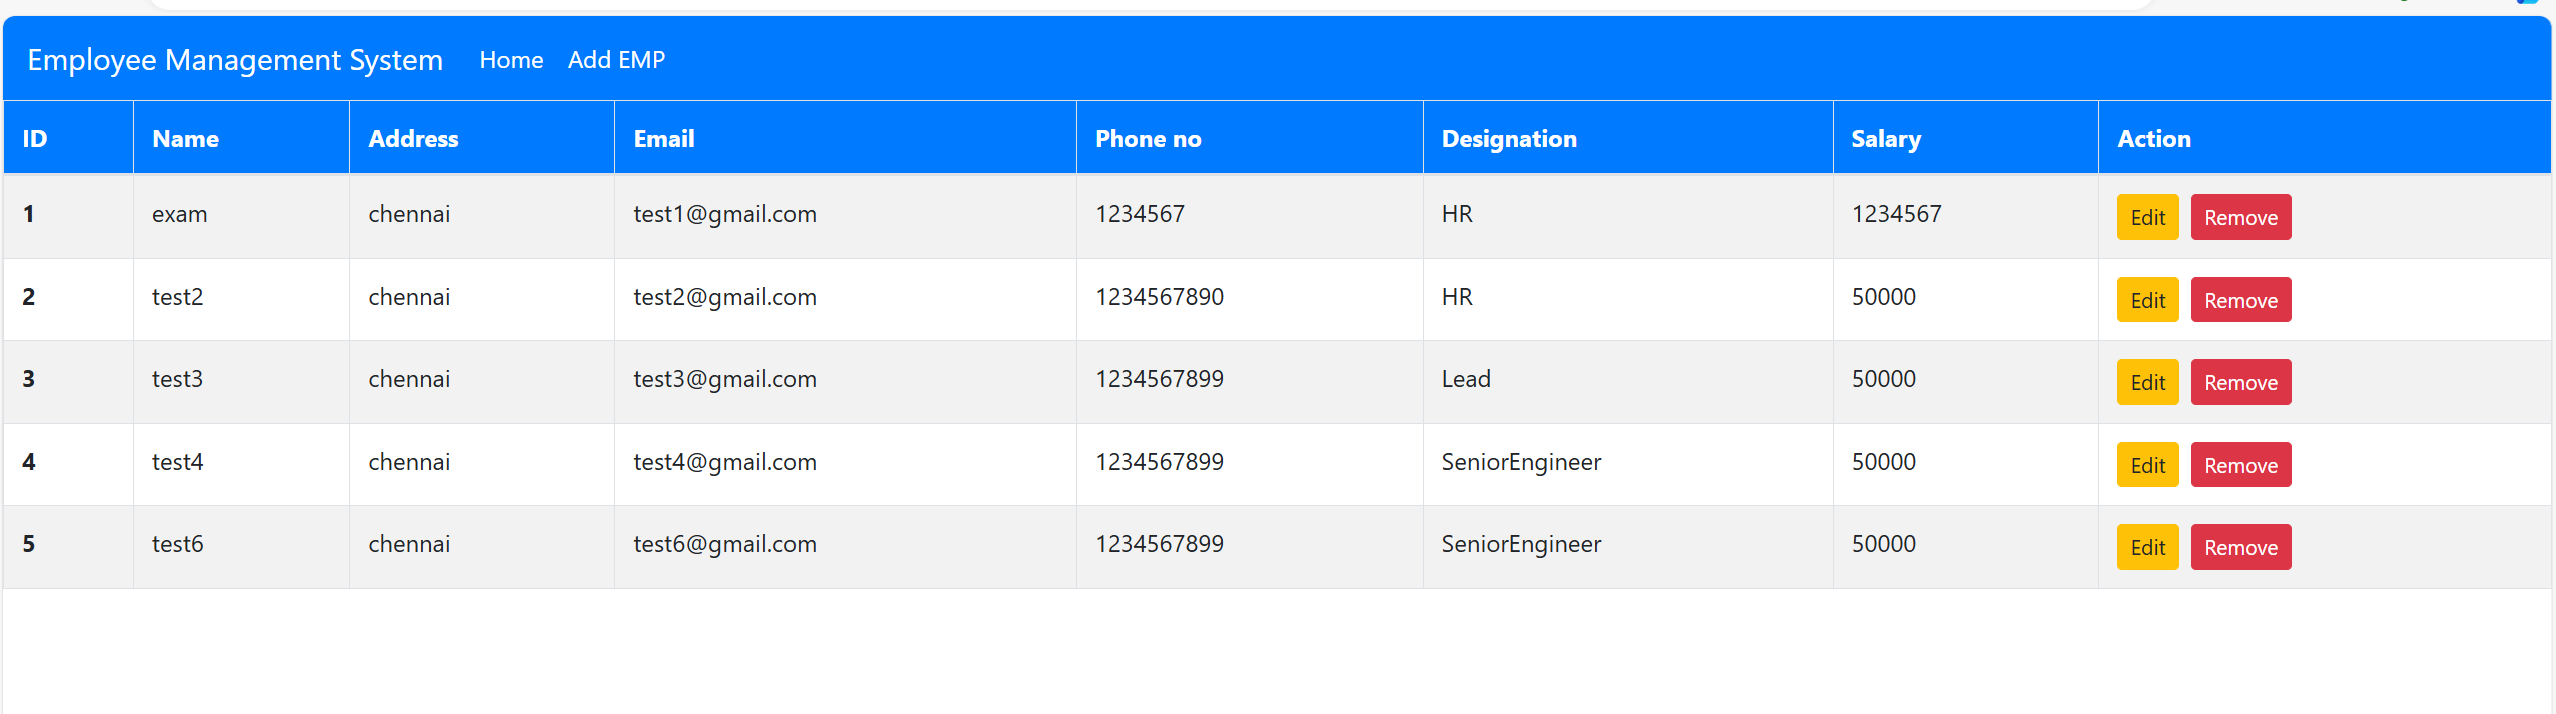 Employee Management System Home Add EMP
ID Name Address Email Phone no Designation Salary Action
1 exam chennai test1@gmail.com 1234567 HR 1234567 Edit Remove
2 test2 chennai test2@gmail.com 1234567890 HR 50000 Edit Remove
3 test3 chennai test3@gmail.com 1234567899 Lead 50000 Edit Remove
4 test4 chennai test4@gmail.com 1234567899 SeniorEngineer 50000 Edit Remove
5 test6 chennai test6@gmail.com 1234567899 SeniorEngineer 50000 Edit Remove